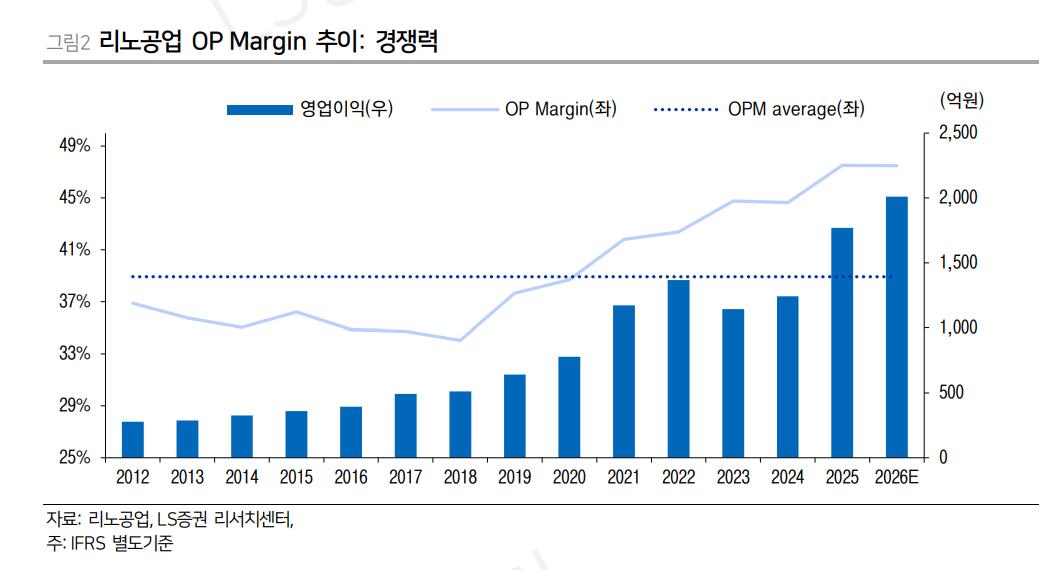 그림2 리노공업 OP Margin 추이: 경쟁력
영업이익(우) OP Margin(좌) OPM average(좌) (억원)
49% 2,500
45% 2,000
41% 1,500
37% 1,000
33% 500
29% 0
25%
2012 2013 2014 2015 2016 2017 2018 2019 2020 2021 2022 2023 2024 2025 2026E
자료: 리노공업, LS증권 리서치센터,
주: IFRS 별도기준